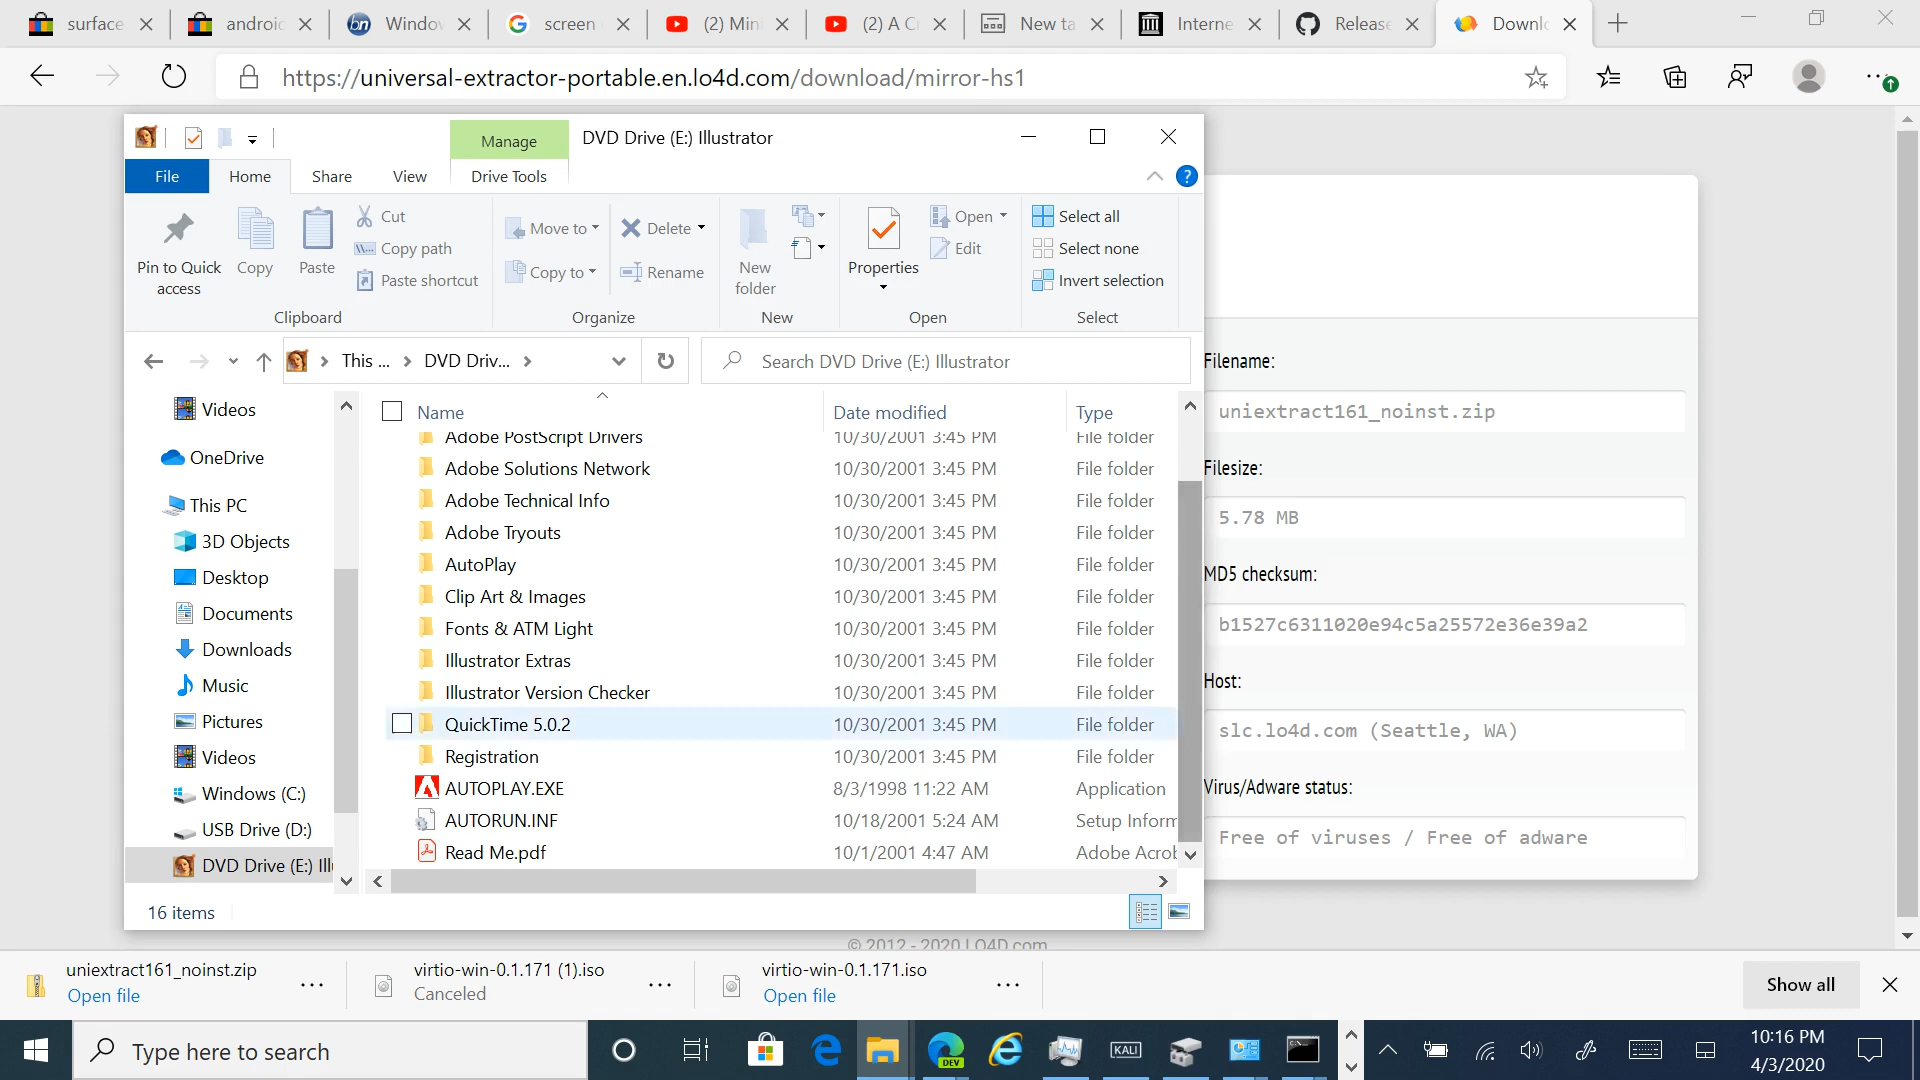 surface
android
Window
screen
(2) Mini
(2) A Cr
New ta
Interne
Release
Downlo
https://universal-extractor-portable.en.lo4d.com/download/mirror-hs1
Manage
DVD Drive (E:) Illustrator
File
Home
Share
View
Drive Tools
Pin to Quick access
Copy
Paste
Cut
Copy path
Paste shortcut
Clipboard
Move to
Copy to
Delete
Rename
Organize
New folder
New
Properties
Open
Edit
Open
Select all
Select none
Invert selection
Select
This ...
DVD Driv...
Search DVD Drive (E:) Illustrator
Videos
OneDrive
This PC
3D Objects
Desktop
Documents
Downloads
Music
Pictures
Videos
Windows (C:)
USB Drive (D:)
DVD Drive (E:) Ill
Name Date modified Type
Adobe PostScript Drivers 10/30/2001 3:45 PM File folder
Adobe Solutions Network 10/30/2001 3:45 PM File folder
Adobe Technical Info 10/30/2001 3:45 PM File folder
Adobe Tryouts 10/30/2001 3:45 PM File folder
AutoPlay 10/30/2001 3:45 PM File folder
Clip Art & Images 10/30/2001 3:45 PM File folder
Fonts & ATM Light 10/30/2001 3:45 PM File folder
Illustrator Extras 10/30/2001 3:45 PM File folder
Illustrator Version Checker 10/30/2001 3:45 PM File folder
QuickTime 5.0.2 10/30/2001 3:45 PM File folder
Registration 10/30/2001 3:45 PM File folder
AUTOPLAY.EXE 8/3/1998 11:22 AM Application
AUTORUN.INF 10/18/2001 5:24 AM Setup Inform
Read Me.pdf 10/1/2001 4:47 AM Adobe Acrob
16 items
Filename:
uniextract161_noinst.zip
Filesize:
5.78 MB
MD5 checksum:
b1527c6311020e94c5a25572e36e39a2
Host:
slc.lo4d.com (Seattle, WA)
Virus/Adware status:
Free of viruses / Free of adware
© 2012 - 2020 LO4D.com
uniextract161_noinst.zip
Open file
virtio-win-0.1.171 (1).iso
Canceled
virtio-win-0.1.171.iso
Open file
Show all
Type here to search
DEV
KALI
10:16 PM
4/3/2020